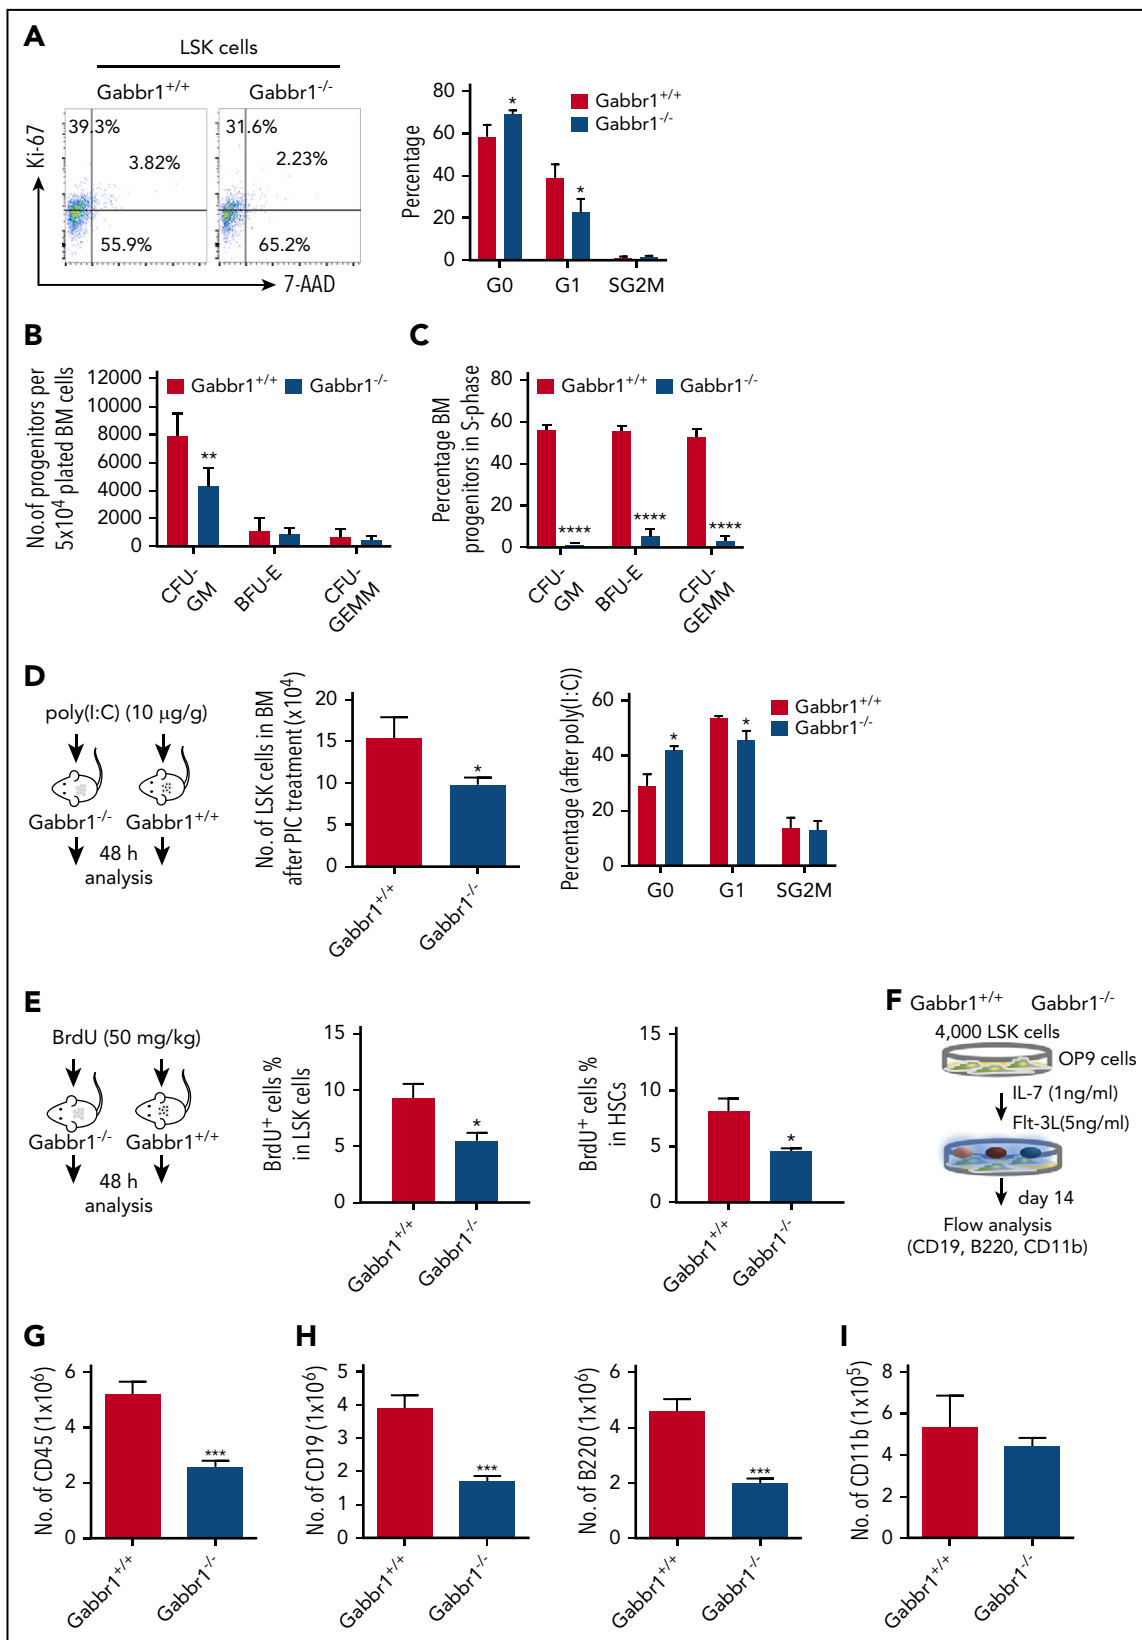 A
LSK cells
Gabbr1+/+ Gabbr1-/-
39.3% 31.6%
3.82% 2.23%
55.9% 65.2%
Ki-67
7-AAD
Percentage
80
60
40
20
0
* *
Gabbr1+/+
Gabbr1-/-
G0 G1 SG2M
B
No.of progenitors per
5x10⁴ plated BM cells
12000
10000
8000
6000
4000
2000
0
Gabbr1+/+ Gabbr1-/-
**
CFU-
GM
BFU-E
CFU-
GEMM
C
Percentage BM
progenitors in S-phase
80
60
40
20
0
Gabbr1+/+ Gabbr1-/-
**** **** ****
CFU-
GM
BFU-E
CFU-
GEMM
D
poly(I:C) (10 µg/g)
Gabbr1-/- Gabbr1+/+
48 h
analysis
No. of LSK cells in BM
after PIC treatment (x10⁴)
20
15
10
5
0
*
Gabbr1+/+ Gabbr1-/-
Percentage (after poly(I:C)
60
40
20
0
* *
Gabbr1+/+
Gabbr1-/-
G0 G1 SG2M
E
BrdU (50 mg/kg)
Gabbr1-/- Gabbr1+/+
48 h
analysis
BrdU+ cells %
in LSK cells
15
10
5
0
*
Gabbr1+/+ Gabbr1-/-
BrdU+ cells %
in HSCs
15
10
5
0
*
Gabbr1+/+ Gabbr1-/-
F
Gabbr1+/+ Gabbr1-/-
4,000 LSK cells
OP9 cells
IL-7 (1ng/ml)
Flt-3L(5ng/ml)
day 14
Flow analysis
(CD19, B220, CD11b)
G
No. of CD45 (1x10⁶)
6
4
2
0
***
Gabbr1+/+ Gabbr1-/-
H
No. of CD19 (1x10⁶)
5
4
3
2
1
0
***
Gabbr1+/+ Gabbr1-/-
No. of B220 (1x10⁶)
6
4
2
0
***
Gabbr1+/+ Gabbr1-/-
I
No. of CD11b (1x10⁵)
8
6
4
2
0
Gabbr1+/+ Gabbr1-/-